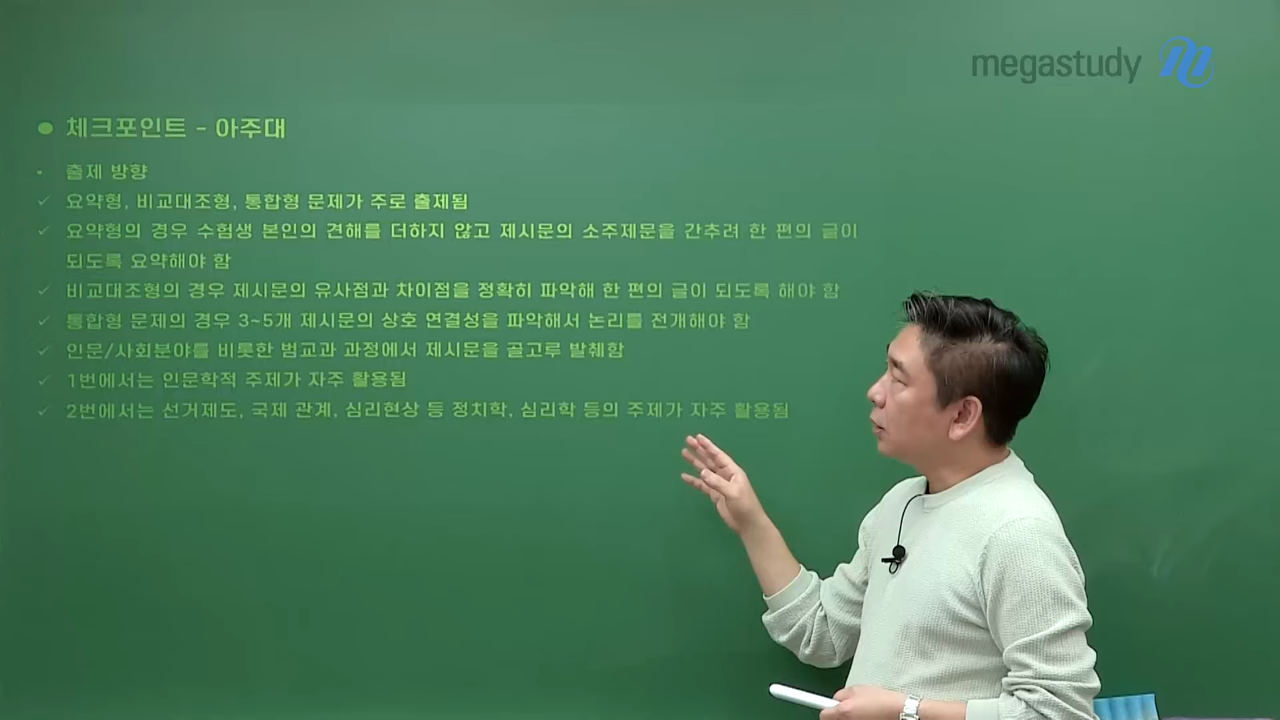 megastudy
● 체크포인트 - 아주대
• 출제 방향
✓ 요약형, 비교대조형, 통합형 문제가 주로 출제됨
✓ 요약형의 경우 수험생 본인의 견해를 더하지 않고 제시문의 소주제문을 간추려 한 편의 글이
되도록 요약해야 함
✓ 비교대조형의 경우 제시문의 유사점과 차이점을 정확히 파악해 한 편의 글이 되도록 해야 함
✓ 통합형 문제의 경우 3~5개 제시문의 상호 연결성을 파악해서 논리를 전개해야 함
✓ 인문/사회분야를 비롯한 범교과 과정에서 제시문을 골고루 발췌함
✓ 1번에서는 인문학적 주제가 자주 활용됨
✓ 2번에서는 선거제도, 국제 관계, 심리현상 등 정치학, 심리학 등의 주제가 자주 활용됨